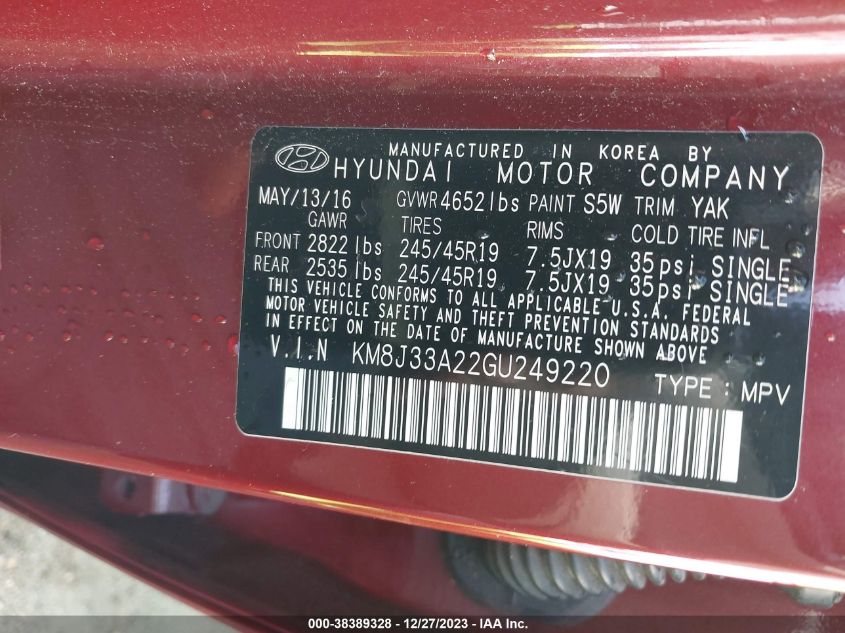 MANUFACTURED IN KOREA BY
HYUNDAI MOTOR COMPANY
MAY/13/16 GVWR 4652 lbs PAINT S5W TRIM YAK
GAWR TIRES RIMS COLD TIRE INFL
FRONT 2822 lbs 245/45R19 7.5JX19 35psi SINGLE
REAR 2535 lbs 245/45R19 7.5JX19 35psi SINGLE
THIS VEHICLE CONFORMS TO ALL APPLICABLE U.S.A. FEDERAL
MOTOR VEHICLE SAFETY AND THEFT PREVENTION STANDARDS
IN EFFECT ON THE DATE OF MANUFACTURE SHOWN ABOVE
V.I.N KM8J33A22GU249220 TYPE : MPV
000-38389328 - 12/27/2023 - IAA Inc.